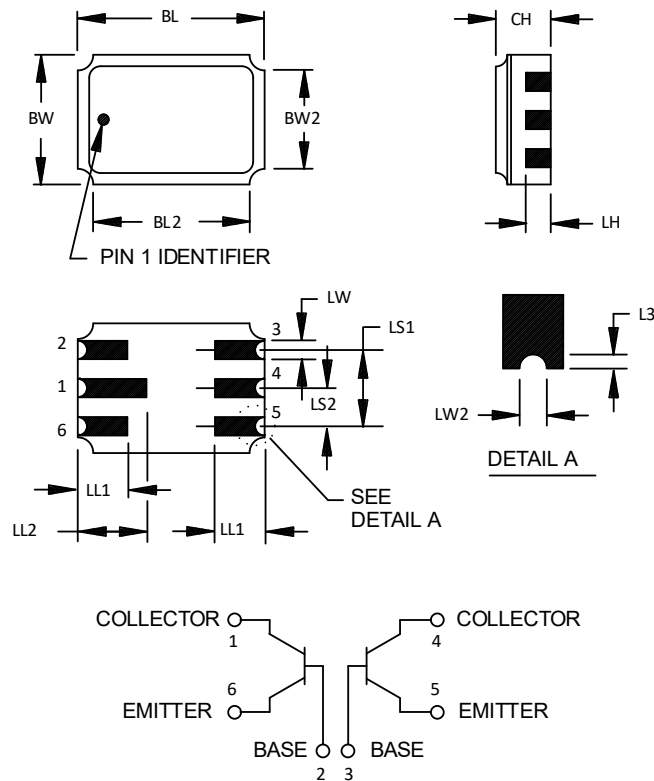 BL
CH
BW
BW2
BL2
LH
PIN 1 IDENTIFIER
LW
LS1
L3
2
3
1
4
LS2
6
5
LW2
LL1
LL2
LL1
SEE
DETAIL A
DETAIL A
COLLECTOR
1
COLLECTOR
4
6
EMITTER
5
EMITTER
BASE
2
BASE
3